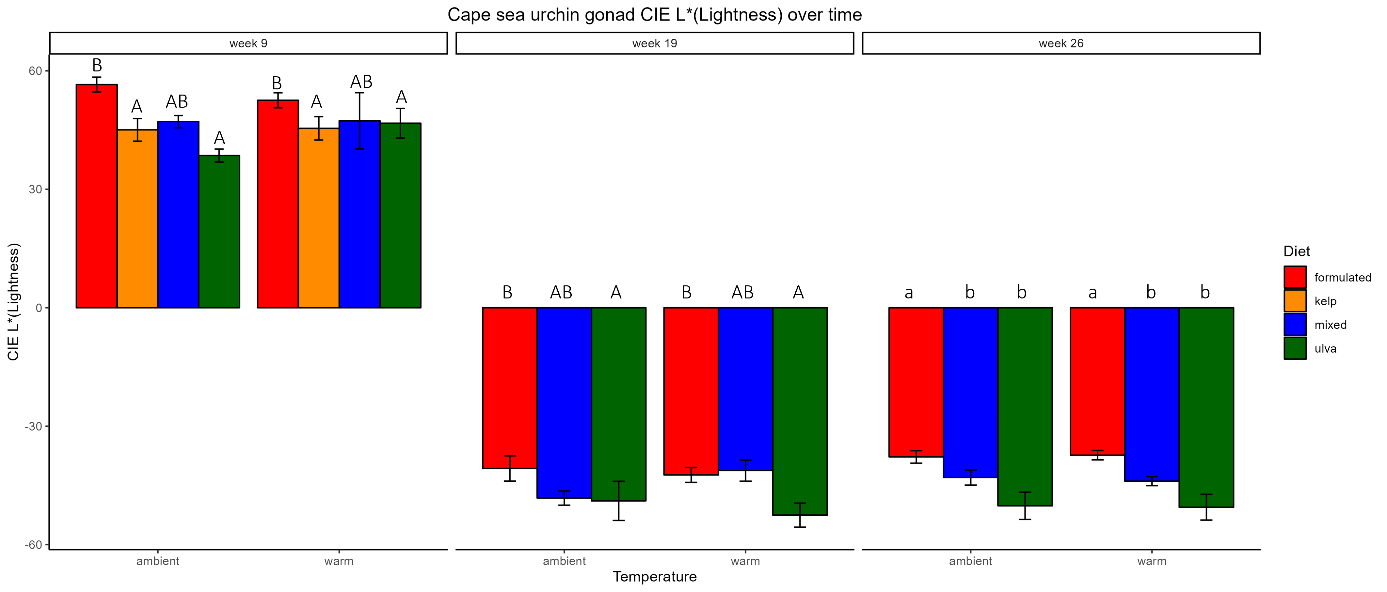 Cape sea urchin gonad CIE L*(Lightness) over time
week 9
week 19
week 26
CIE L*(Lightness)
60
30
0
-30
-60
B
A
AB
A
B
A
AB
A
B
AB
A
B
AB
A
a
b
b
a
b
b
ambient
warm
ambient
warm
ambient
warm
Temperature
Diet
formulated
kelp
mixed
ulva